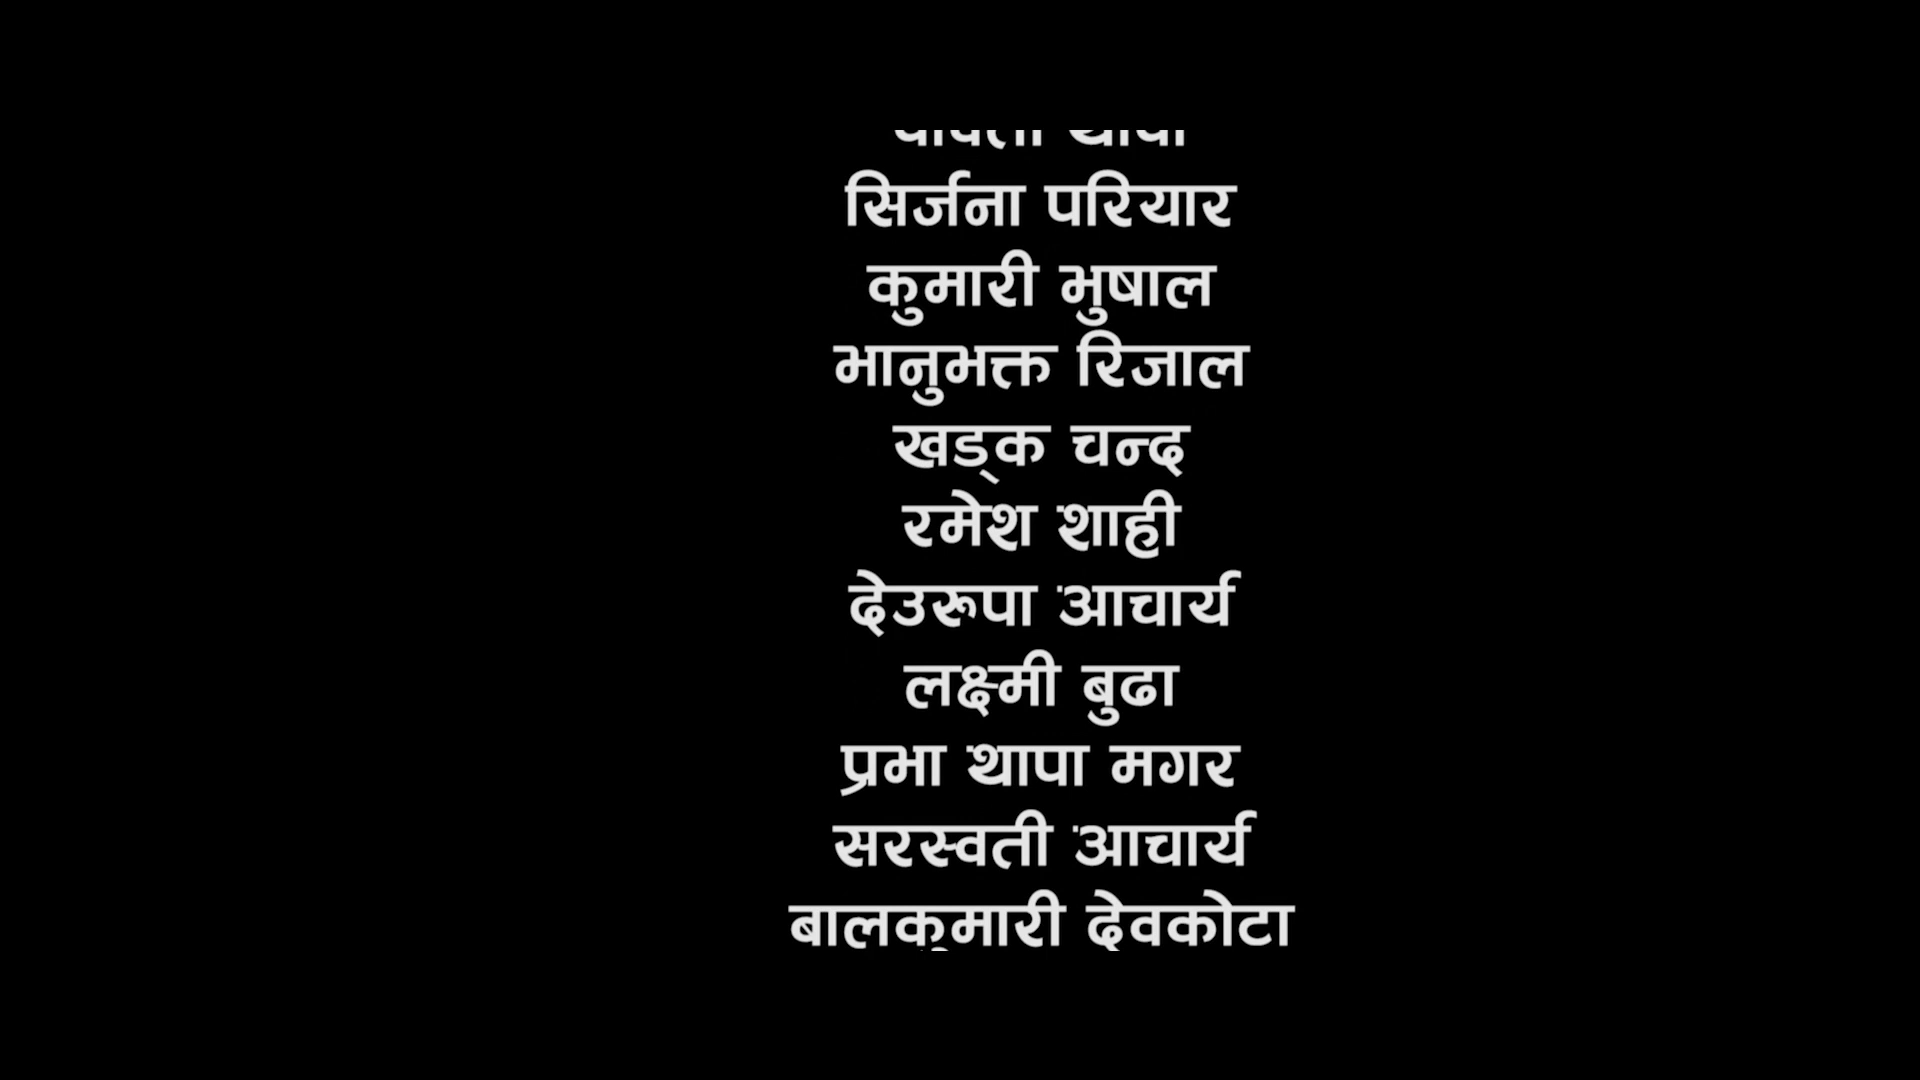 सिर्जना परियार
कुमारी भुषाल
भानुभक्त रिजाल
खड्क चन्द
रमेश शाही
देउरूपा आचार्य
लक्ष्मी बुढा
प्रभा थापा मगर
सरस्वती आचार्य
बालकुमारी देवकोटा